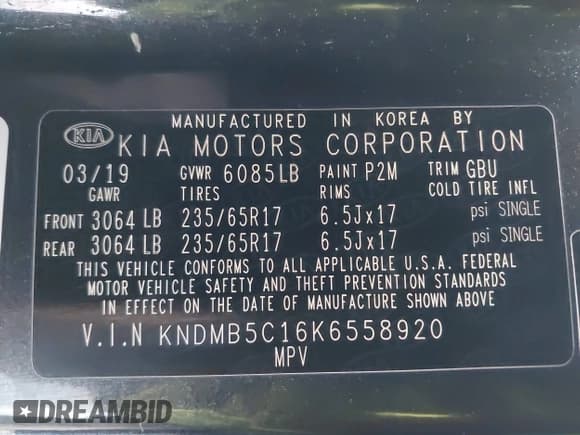 MANUFACTURED IN KOREA BY
KIA KIA MOTORS CORPORATION
03/19 GVWR 6085LB PAINT P2M TRIM GBU
GAWR TIRES RIMS COLD TIRE INFL
FRONT 3064 LB 235/65R17 6.5Jx17 psi SINGLE
REAR 3064 LB 235/65R17 6.5Jx17 psi SINGLE
THIS VEHICLE CONFORMS TO ALL APPLICABLE U.S.A. FEDERAL
MOTOR VEHICLE SAFETY AND THEFT PREVENTION STANDARDS
IN EFFECT ON THE DATE OF MANUFACTURE SHOWN ABOVE
V.I.N KNDMB5C16K6558920
MPV
DREAMBID